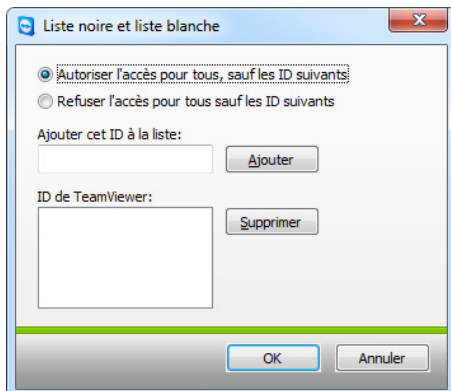 Liste noire et liste blanche
Autoriser l'accès pour tous, sauf les ID suivants
Refuser l'accès pour tous sauf les ID suivants
Ajouter cet ID à la liste:
Ajouter
ID de TeamViewer:
Supprimer
OK
Annuler